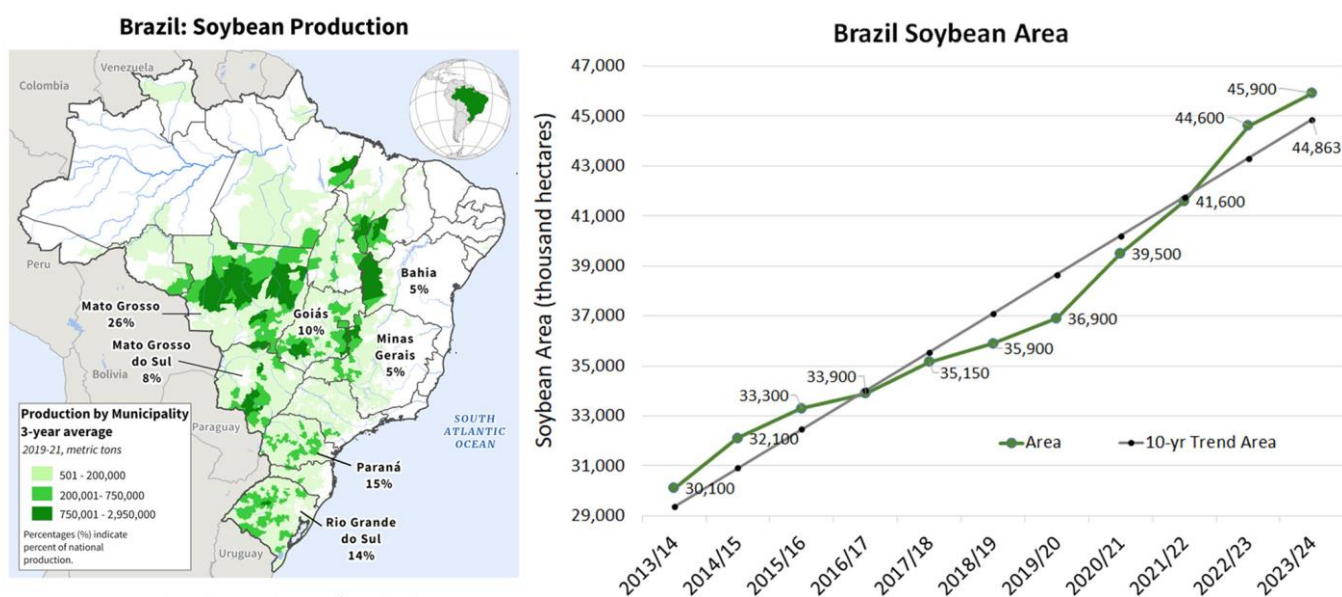 Brazil: Soybean Production
Venezuela
Colombia
Peru
Bolivia
Paraguay
Uruguay
Bahia
5%
Mato Grosso
26%
Goiás
10%
Mato Grosso
do Sul
8%
Minas
Gerais
5%
Paraná
15%
Rio Grande
do Sul
14%
SOUTH
ATLANTIC
OCEAN
Production by Municipality
3-year average
2019-21, metric tons
501 - 200,000
200,001- 750,000
750,001 - 2,950,000
Percentages (%) indicate
percent of national
production.
Brazil Soybean Area
Soybean Area (thousand hectares)
47,000
45,000
43,000
41,000
39,000
37,000
35,000
33,000
31,000
29,000
30,100
32,100
33,300
33,900
35,150
35,900
36,900
39,500
41,600
44,600
45,900
44,863
Area
10-yr Trend Area
2013/14
2014/15
2015/16
2016/17
2017/18
2018/19
2019/20
2020/21
2021/22
2022/23
2023/24